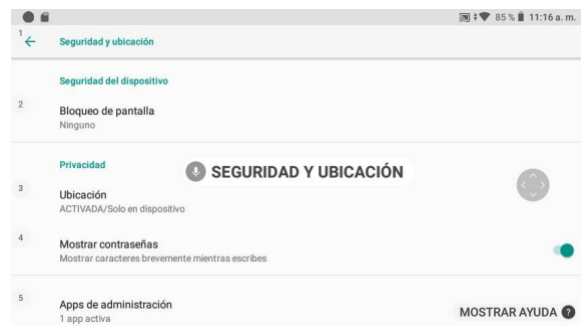 85 % 11:16 a. m.
1
Seguridad y ubicación
Seguridad del dispositivo
2
Bloqueo de pantalla
Ninguno
Privacidad
SEGURIDAD Y UBICACIÓN
3
Ubicación
ACTIVADA/Solo en dispositivo
4
Mostrar contraseñas
Mostrar caracteres brevemente mientras escribes
5
Apps de administración
1 app activa
MOSTRAR AYUDA ?